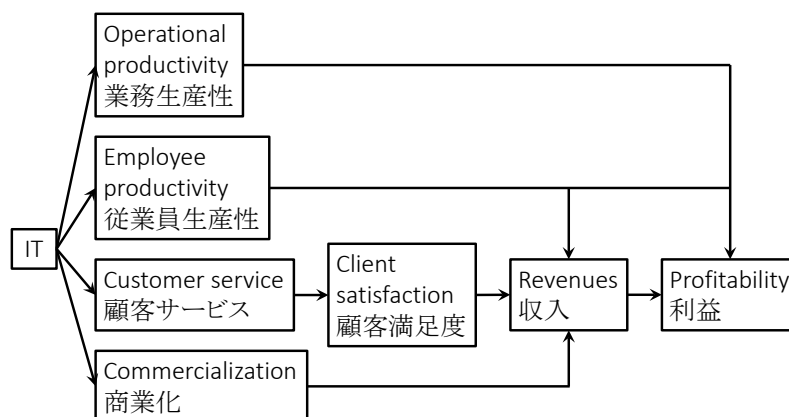 Operational
productivity
業務生産性
Employee
productivity
従業員生産性
IT
Customer service
顧客サービス
Client
satisfaction
顧客満足度
Revenues
収入
Profitability
利益
Commercialization
商業化